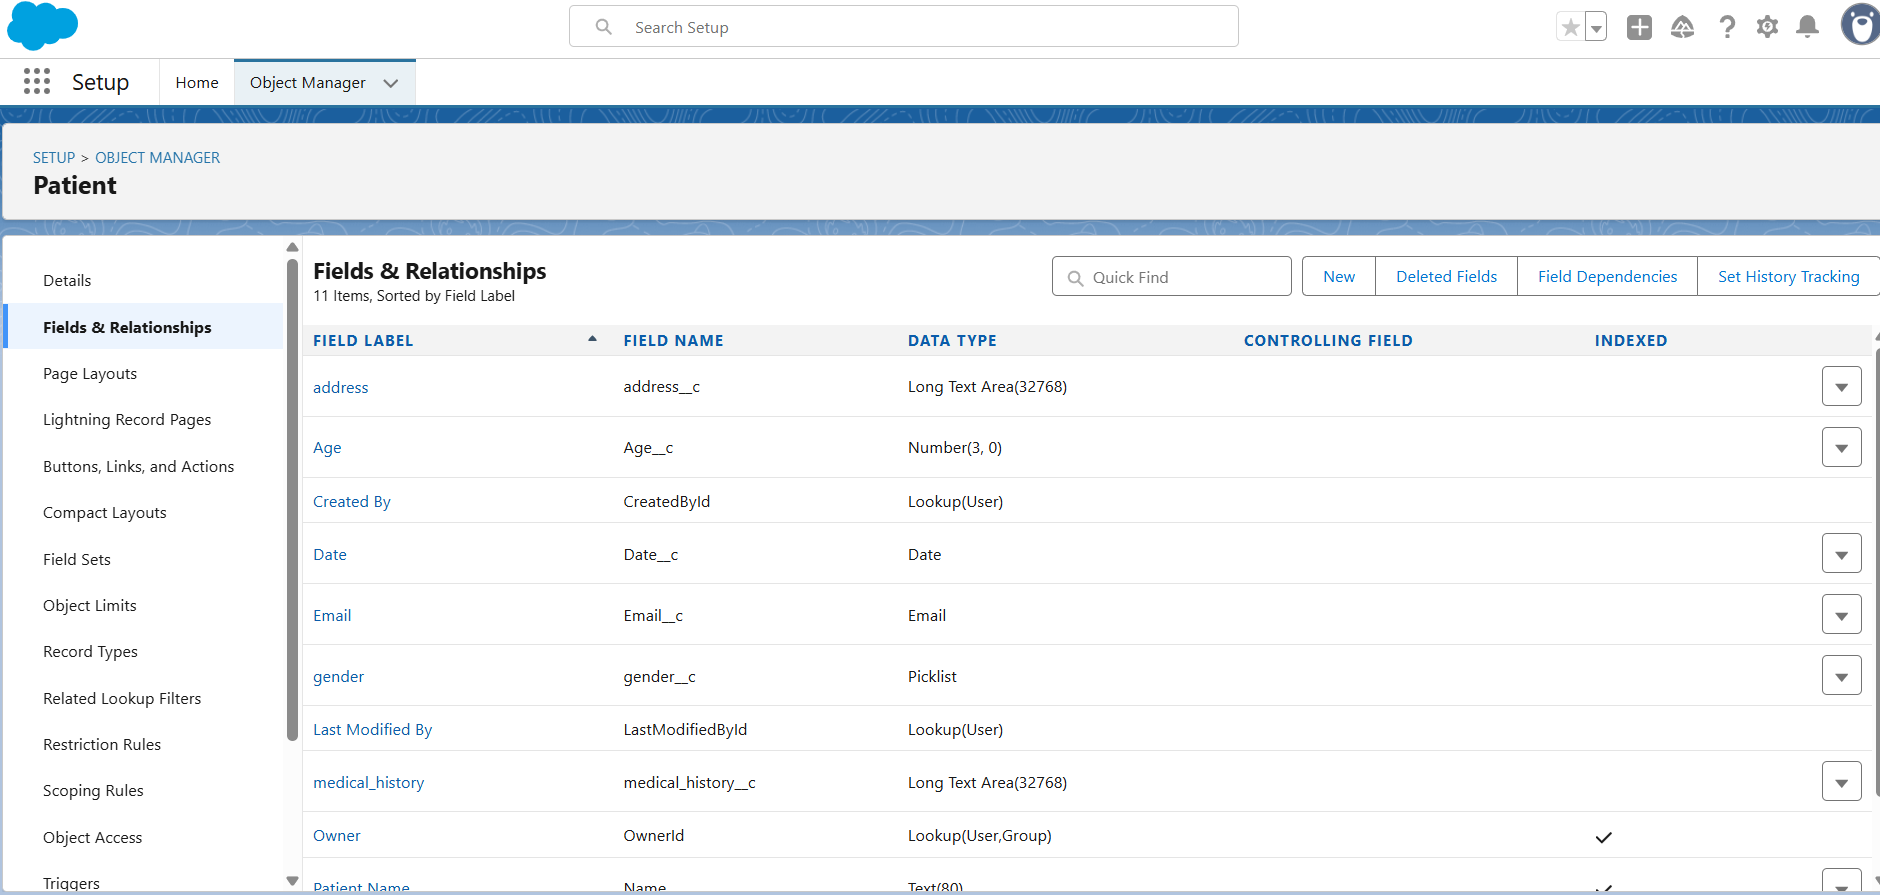 Search Setup
Setup Home Object Manager
SETUP > OBJECT MANAGER
Patient
Details
Fields & Relationships
Page Layouts
Lightning Record Pages
Buttons, Links, and Actions
Compact Layouts
Field Sets
Object Limits
Record Types
Related Lookup Filters
Restriction Rules
Scoping Rules
Object Access
Triggers
Fields & Relationships
11 Items, Sorted by Field Label
Quick Find New Deleted Fields Field Dependencies Set History Tracking
FIELD LABEL FIELD NAME DATA TYPE CONTROLLING FIELD INDEXED
address address__c Long Text Area(32768)
Age Age__c Number(3, 0)
Created By CreatedById Lookup(User)
Date Date__c Date
Email Email__c Email
gender gender__c Picklist
Last Modified By LastModifiedById Lookup(User)
medical_history medical_history__c Long Text Area(32768)
Owner OwnerId Lookup(User,Group)
Patient Name Name Text(80)